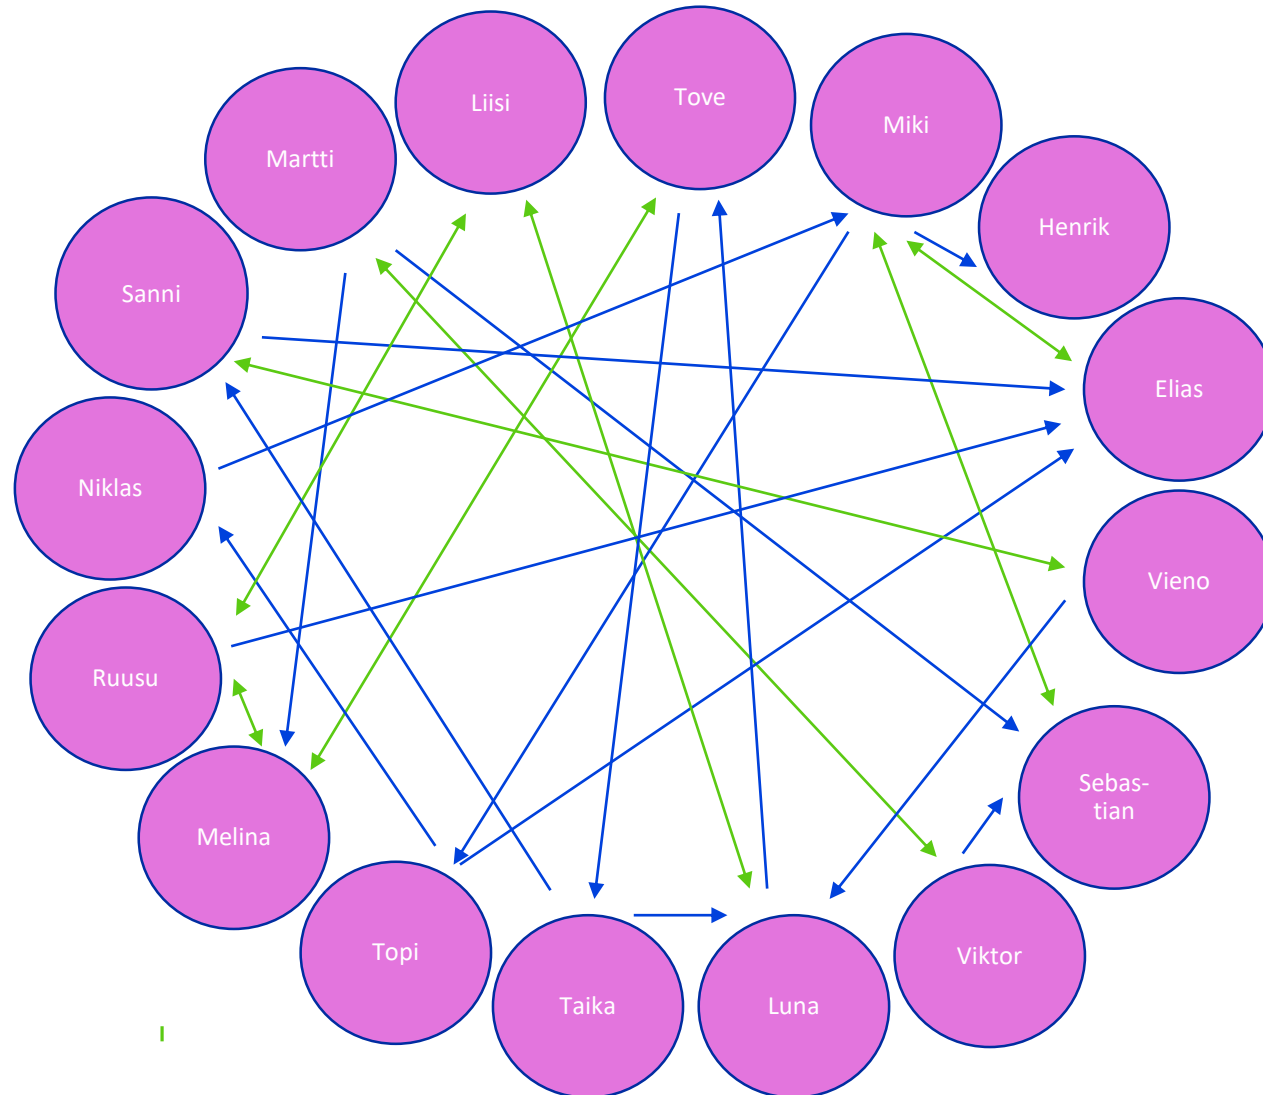 Liisi
Tove
Miki
Martti
Henrik
Sanni
Elias
Niklas
Vieno
Ruusu
Sebas-
tian
Melina
Topi
Taika
Luna
Viktor